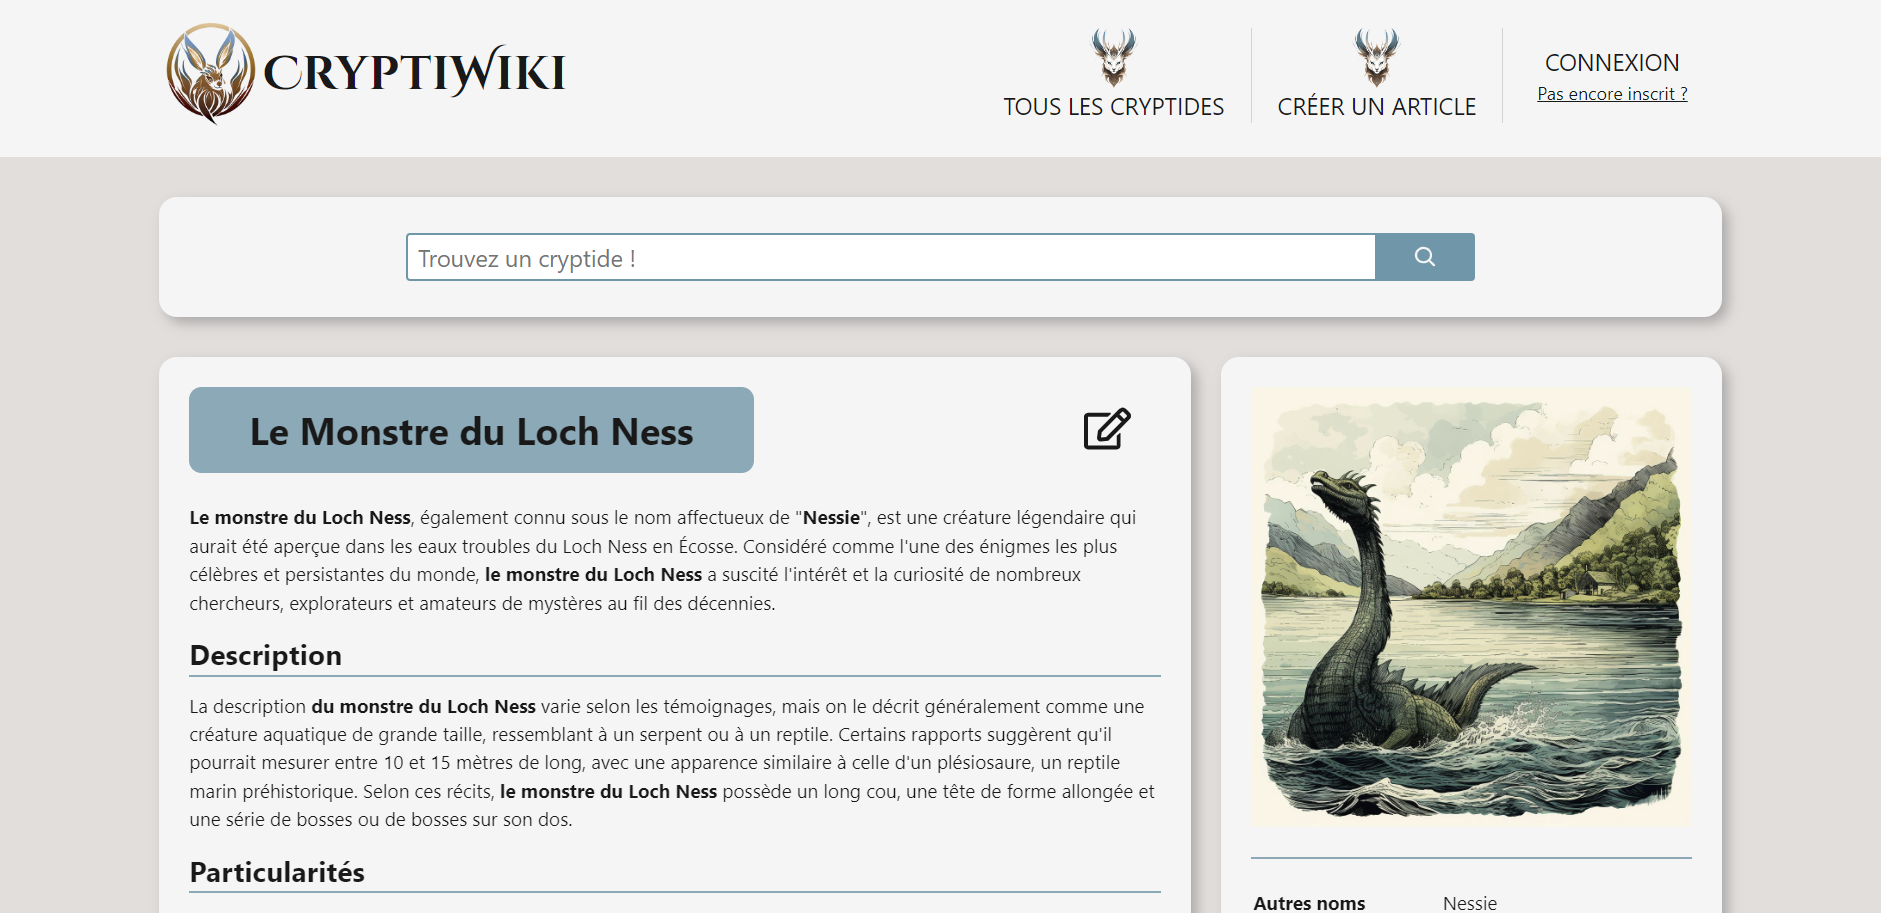 CRYPTIWIKI
TOUS LES CRYPTIDES
CRÉER UN ARTICLE
CONNEXION
Pas encore inscrit ?
Trouvez un cryptide !
Le Monstre du Loch Ness
Le monstre du Loch Ness, également connu sous le nom affectueux de "Nessie", est une créature légendaire qui
aurait été aperçue dans les eaux troubles du Loch Ness en Écosse. Considéré comme l'une des énigmes les plus
célèbres et persistantes du monde, le monstre du Loch Ness a suscité l'intérêt et la curiosité de nombreux
chercheurs, explorateurs et amateurs de mystères au fil des décennies.
Description
La description du monstre du Loch Ness varie selon les témoignages, mais on le décrit généralement comme une
créature aquatique de grande taille, ressemblant à un serpent ou à un reptile. Certains rapports suggèrent qu'il
pourrait mesurer entre 10 et 15 mètres de long, avec une apparence similaire à celle d'un plésiosaure, un reptile
marin préhistorique. Selon ces récits, le monstre du Loch Ness possède un long cou, une tête de forme allongée et
une série de bosses ou de bosses sur son dos.
Particularités
Autres noms Nessie